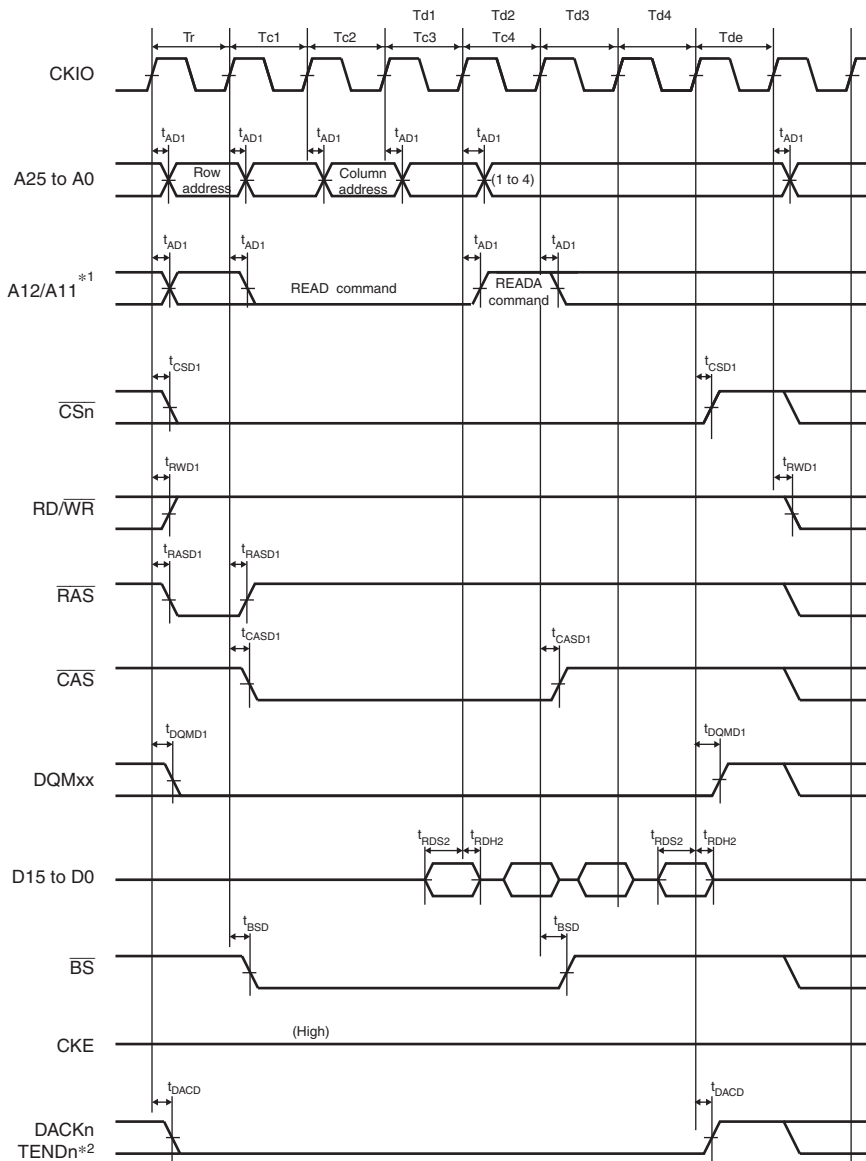 Td1 Td2 Td3 Td4
Tr Tc1 Tc2 Tc3 Tc4 Tde
CKIO
tAD1 tAD1 tAD1 tAD1 tAD1 tAD1
A25 to A0
Row address
Column address
(1 to 4)
tAD1 tAD1 tAD1 tAD1
A12/A11 *1
READ command
READA command
tCSD1 tCSD1
CSn
tRWD1 tRWD1
RD/WR
tRASD1 tRASD1
RAS
tCASD1 tCASD1
CAS
tDQMD1 tDQMD1
DQMxx
tRDS2 tRDH2 tRDS2 tRDH2
D15 to D0
tBSD tBSD
BS
(High)
CKE
tDACD tDACD
DACKn
TENDn*2